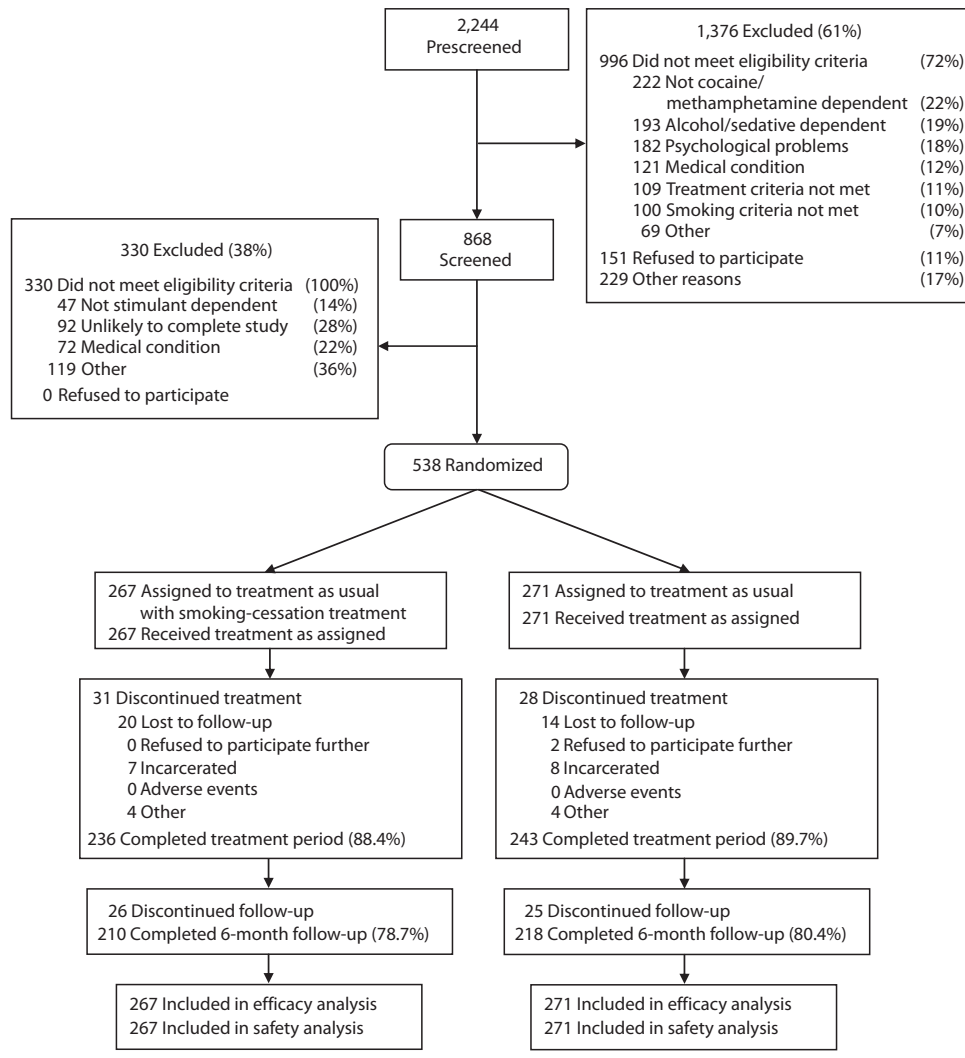 2,244
Prescreened
1,376 Excluded (61%)
996 Did not meet eligibility criteria (72%)
222 Not cocaine/
methamphetamine dependent (22%)
193 Alcohol/sedative dependent (19%)
182 Psychological problems (18%)
121 Medical condition (12%)
109 Treatment criteria not met (11%)
100 Smoking criteria not met (10%)
69 Other (7%)
151 Refused to participate (11%)
229 Other reasons (17%)
868
Screened
330 Excluded (38%)
330 Did not meet eligibility criteria (100%)
47 Not stimulant dependent (14%)
92 Unlikely to complete study (28%)
72 Medical condition (22%)
119 Other (36%)
0 Refused to participate
538 Randomized
267 Assigned to treatment as usual
with smoking-cessation treatment
267 Received treatment as assigned
271 Assigned to treatment as usual
271 Received treatment as assigned
31 Discontinued treatment
20 Lost to follow-up
0 Refused to participate further
7 Incarcerated
0 Adverse events
4 Other
236 Completed treatment period (88.4%)
28 Discontinued treatment
14 Lost to follow-up
2 Refused to participate further
8 Incarcerated
0 Adverse events
4 Other
243 Completed treatment period (89.7%)
26 Discontinued follow-up
210 Completed 6-month follow-up (78.7%)
25 Discontinued follow-up
218 Completed 6-month follow-up (80.4%)
267 Included in efficacy analysis
267 Included in safety analysis
271 Included in efficacy analysis
271 Included in safety analysis